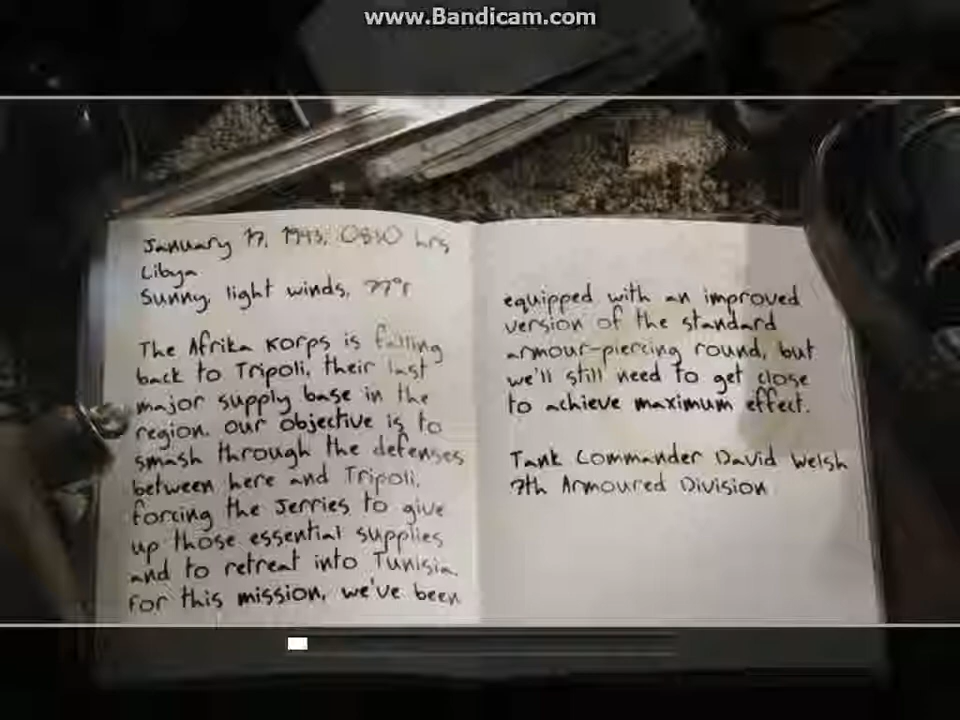 www.Bandicam.com
January 17, 1943, 0830 hrs
Libya
Sunny, light winds, 77°F
The Afrika Korps is falling
back to Tripoli, their last
major supply base in the
region. Our objective is to
smash through the defenses
between here and Tripoli,
forcing the Jerries to give
up those essential supplies
and to retreat into Tunisia.
For this mission, we've been
equipped with an improved
version of the standard
armour-piercing round, but
we'll still need to get close
to achieve maximum effect.
Tank Commander David Welsh
7th Armoured Division